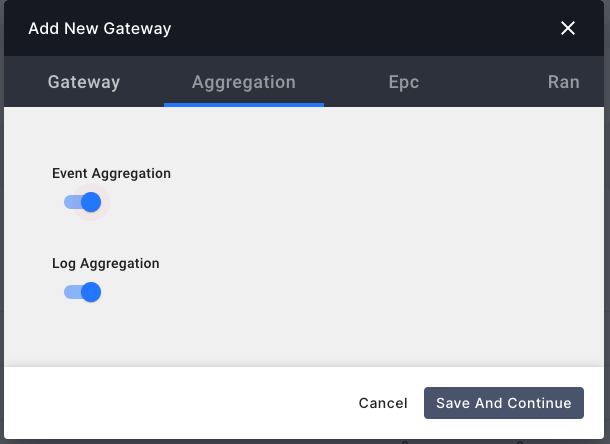 Add New Gateway
Gateway Aggregation Epc Ran
Event Aggregation
Log Aggregation
Cancel Save And Continue